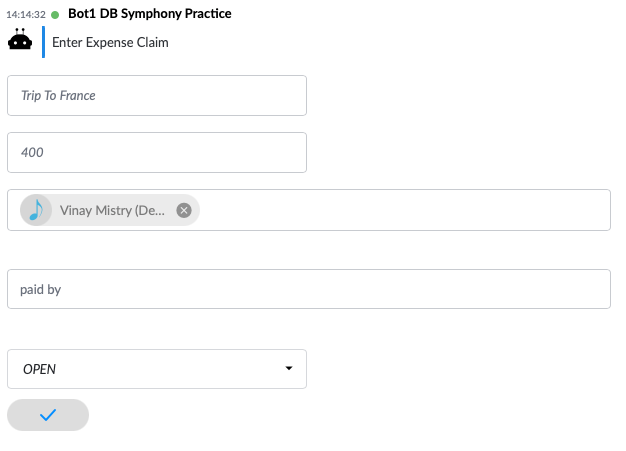 14:14:32 Bot1 DB Symphony Practice
Enter Expense Claim
Trip To France
400
Vinay Mistry (De...
paid by
OPEN